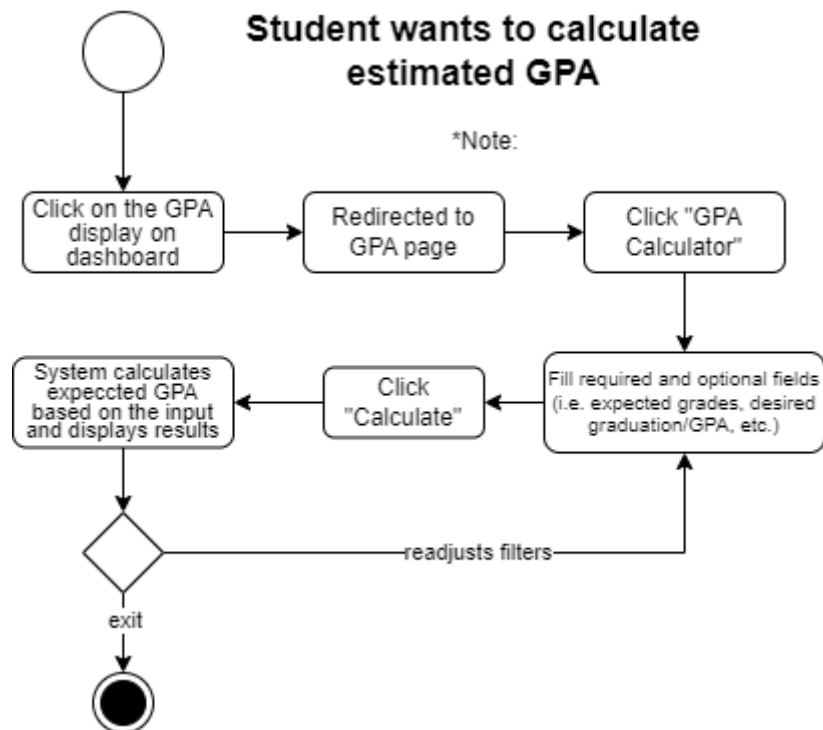 Student wants to calculate
estimated GPA
*Note:
Click on the GPA
display on
dashboard
Redirected to
GPA page
Click "GPA
Calculator"
Fill required and optional fields
(i.e. expected grades, desired
graduation/GPA, etc.)
Click
"Calculate"
System calculates
expeccted GPA
based on the input
and displays results
readjusts filters
exit